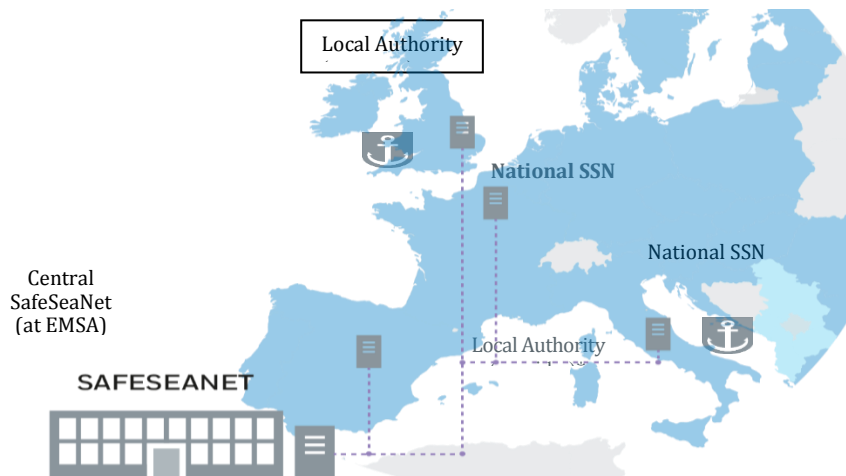 Local Authority
National SSN
National SSN
Central
SafeSeaNet
(at EMSA)
Local Authority
SAFESEANET